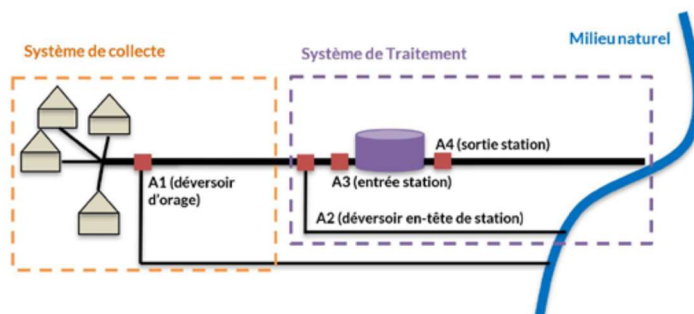 Système de collecte
Système de Traitement
Milieu naturel
A4 (sortie station)
A1 (déversoir
d'orage)
A3 (entrée station)
A2 (déversoir en-tête de station)